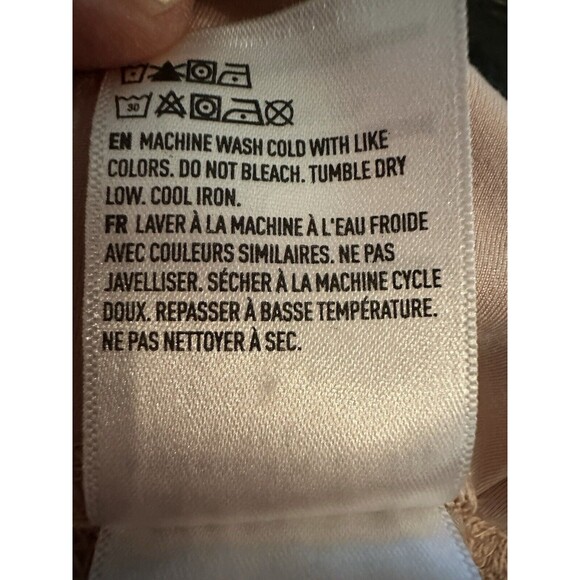 30
EN MACHINE WASH COLD WITH LIKE
COLORS. DO NOT BLEACH. TUMBLE DRY
LOW. COOL IRON.
FR LAVER À LA MACHINE À L'EAU FROIDE
AVEC COULEURS SIMILAIRES. NE PAS
JAVELLISER. SÉCHER À LA MACHINE CYCLE
DOUX. REPASSER À BASSE TEMPÉRATURE.
NE PAS NETTOYER À SEC.